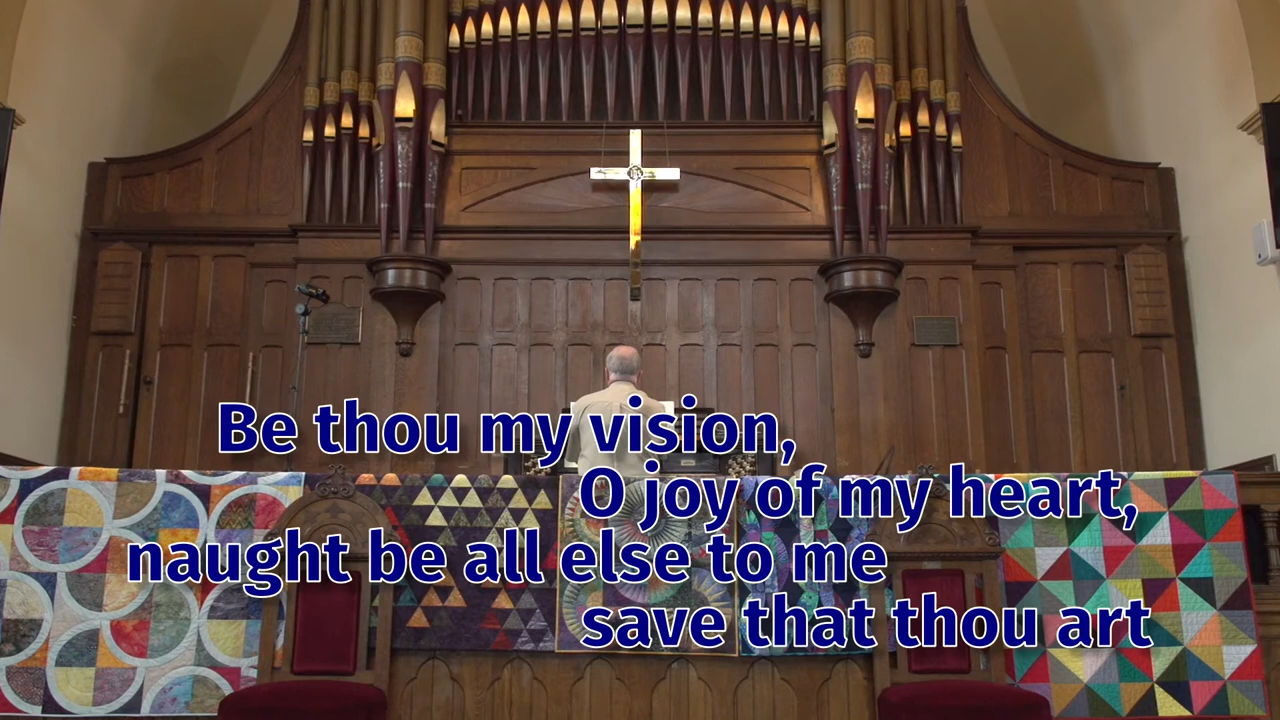 Be thou my vision,
O joy of my heart,
naught be all else to me
save that thou art